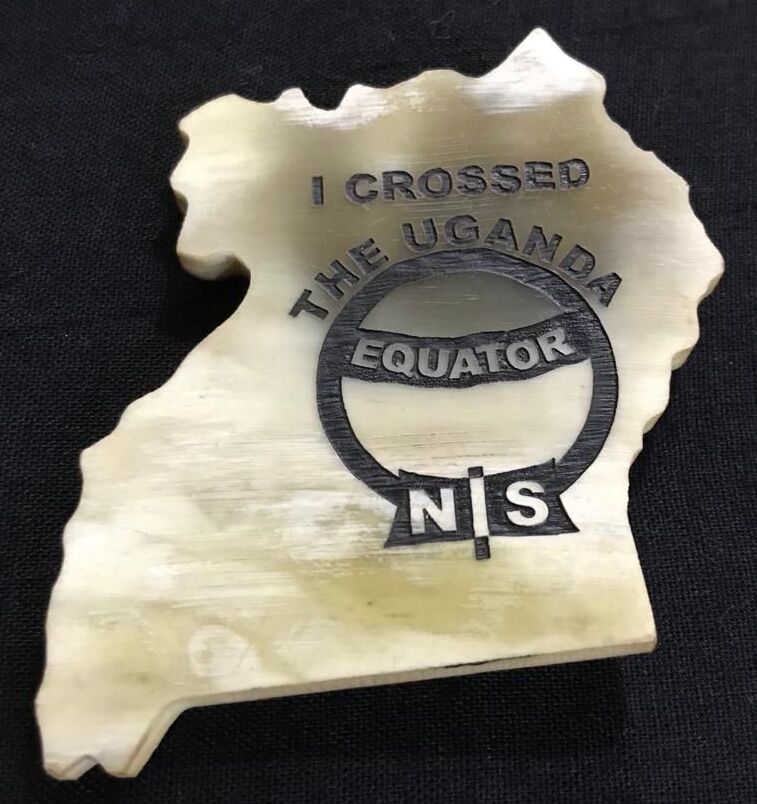 I CROSSED
THE UGANDA
EQUATOR
N S